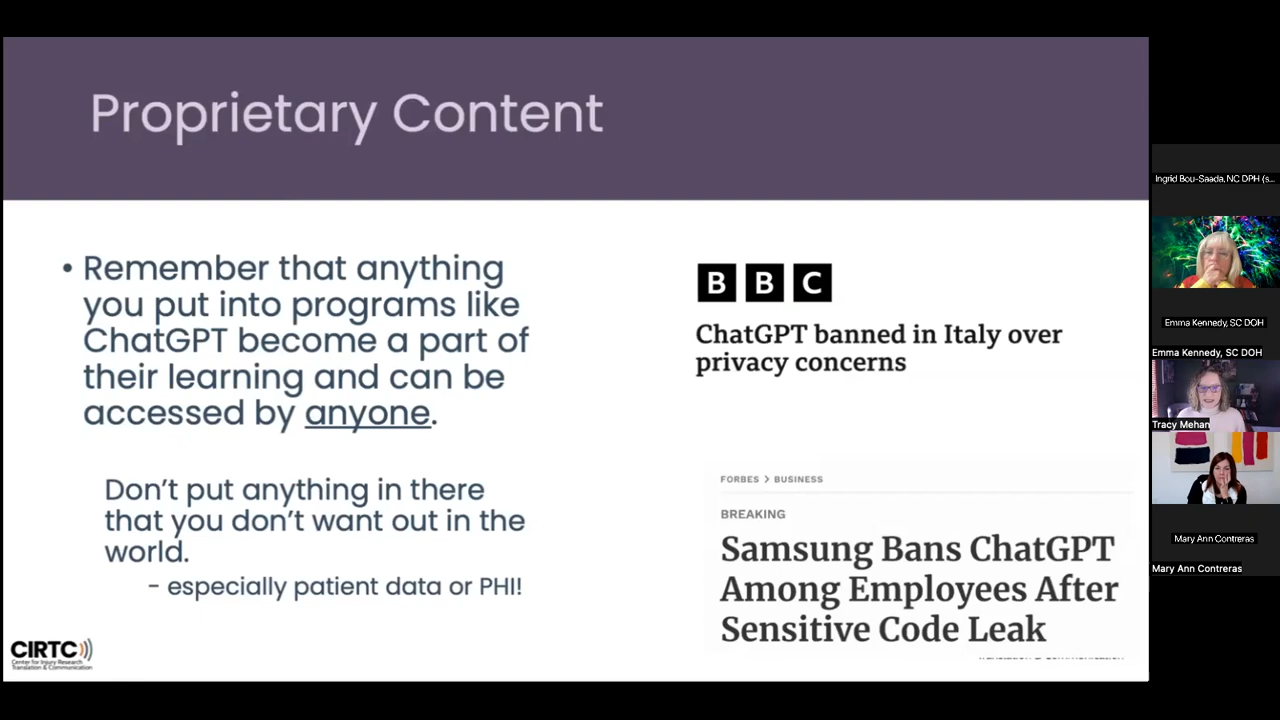 Proprietary Content
• Remember that anything
you put into programs like
ChatGPT become a part of
their learning and can be
accessed by anyone.
Don't put anything in there
that you don't want out in the
world.
- especially patient data or PHI!
BBC
ChatGPT banned in Italy over
privacy concerns
FORBES > BUSINESS
BREAKING
Samsung Bans ChatGPT
Among Employees After
Sensitive Code Leak
CIRTC
Center for Injury Research
Translation & Communication
Ingrid Bou-Saada, NC DPH (s...
Emma Kennedy, SC DOH
Emma Kennedy, SC DOH
Tracy Mehan
Mary Ann Contreras
Mary Ann Contreras